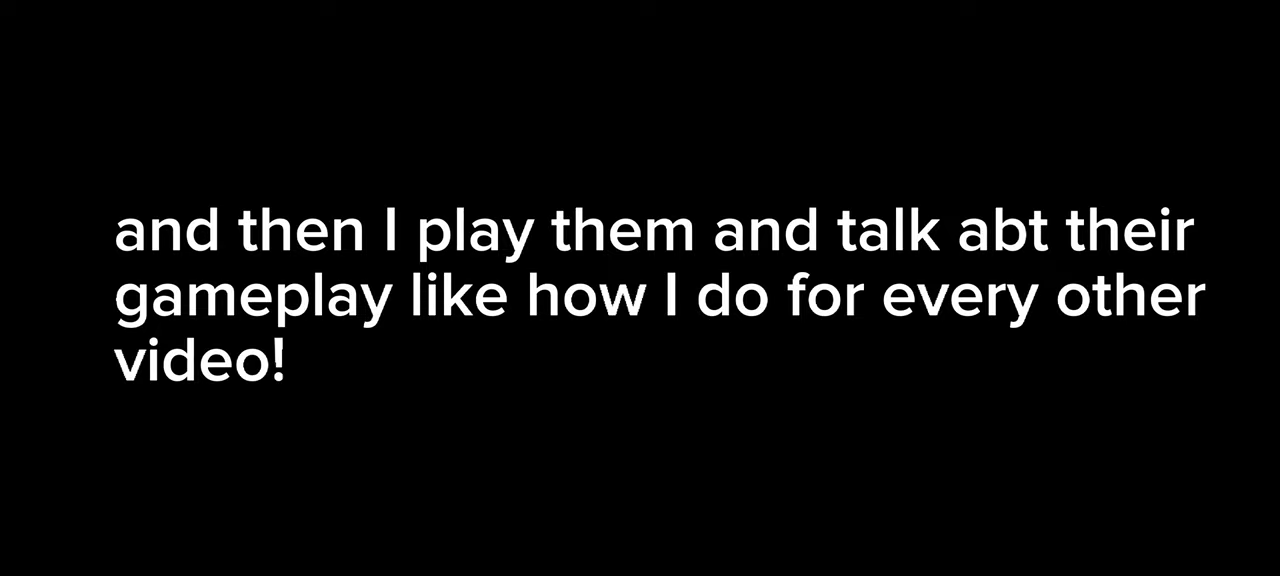 and then I play them and talk abt their
gameplay like how I do for every other
video!